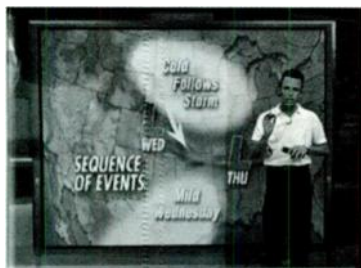 Cold
Follows
Storm
WED
SEQUENCE
OF EVENTS:
THU
Mild
Wednesday